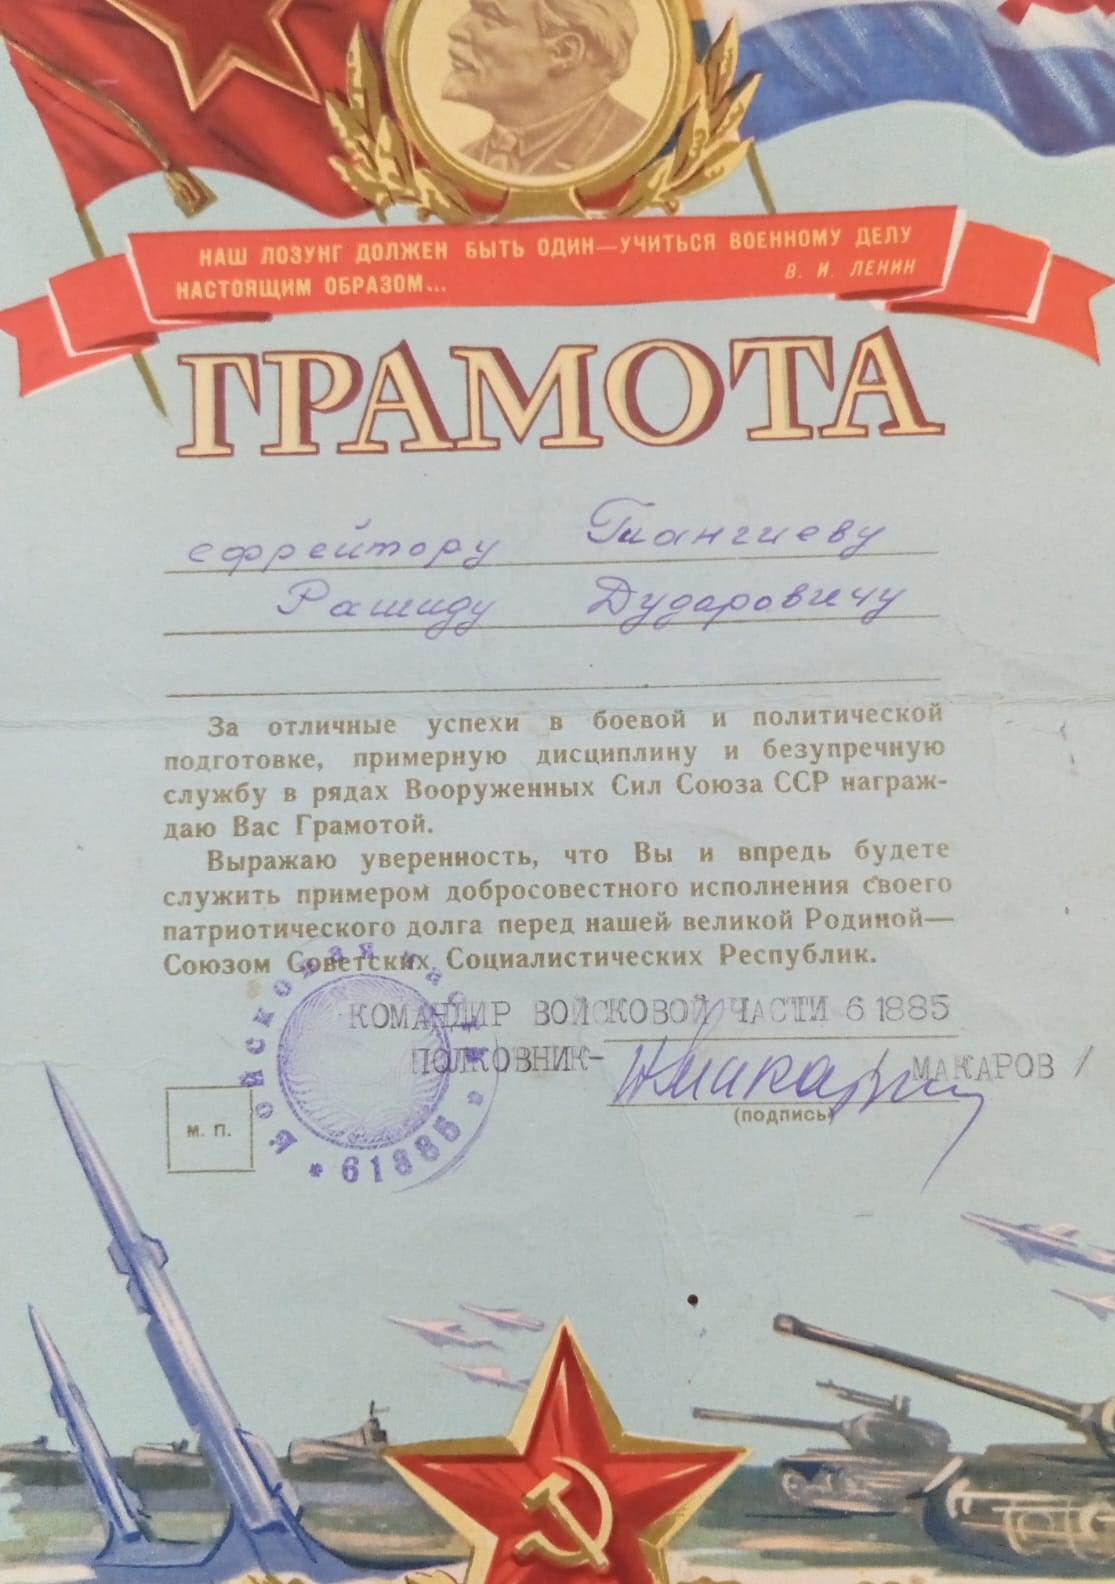 НАШ ЛОЗУНГ ДОЛЖЕН БЫТЬ ОДИН—УЧИТЬСЯ ВОЕННОМУ ДЕЛУ
НАСТОЯЩИМ ОБРАЗОМ...
В. И. ЛЕНИН
ГРАМОТА
ефрейтору Гиангиеву
Рашиду Дударовичу
За отличные успехи в боевой и политической
подготовке, примерную дисциплину и безупречную
службу в рядах Вооруженных Сил Союза ССР награж-
даю Вас Грамотой.
Выражаю уверенность, что Вы и впредь будете
служить примером добросовестного исполнения своего
патриотического долга перед нашей великой Родиной—
Союзом Советских Социалистических Республик.
КОМАНДИР ВОЙСКОВОЙ ЧАСТИ 61885
ПОЛКОВНИК- МАКАРОВ /
(подпись)
М. П.
Войсковая часть * 61885